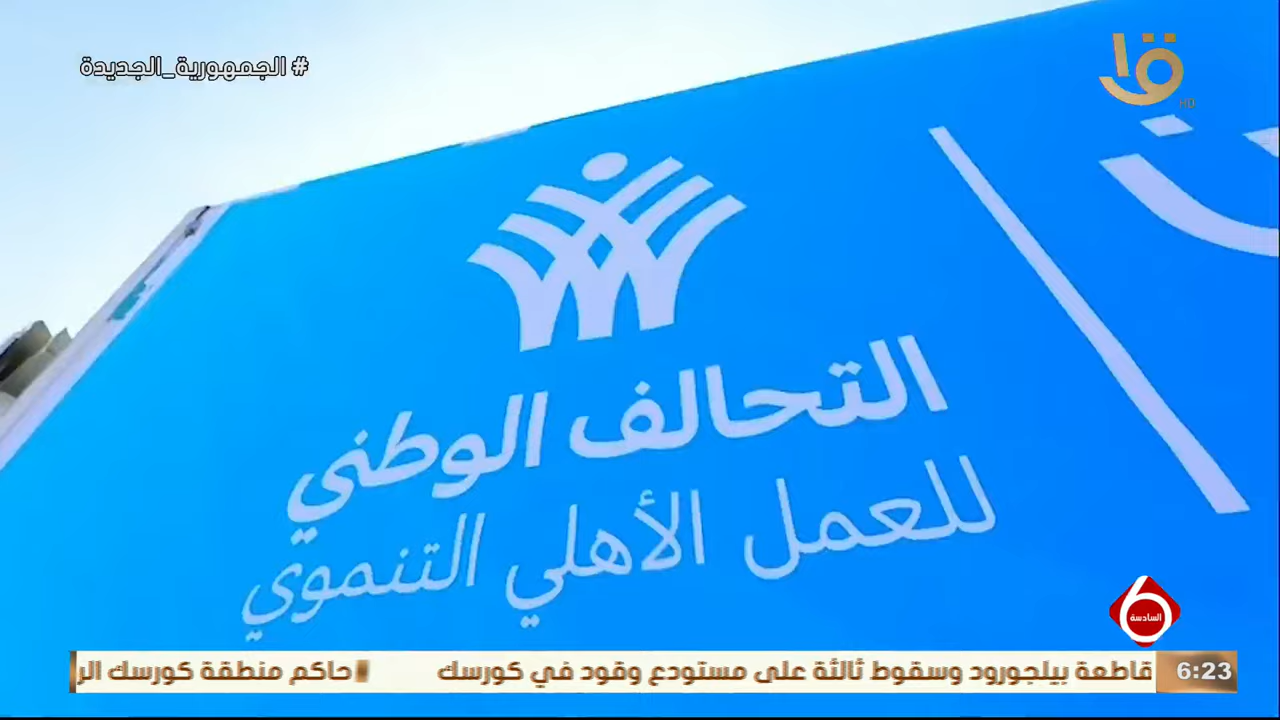 # الجمهورية_الجديدة
HD
التحالف الوطني
للعمل الأهلي التنموي
السادسة
6:23
قاطعة بيلجورود وسقوط ثالثة على مستودع وقود في كورسك
حاكم منطقة كورسك الر